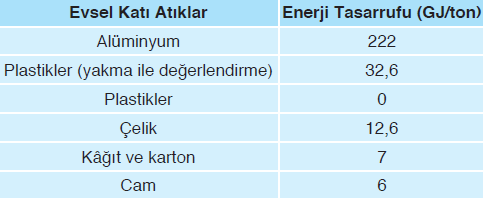 Evsel Katı Atıklar Enerji Tasarrufu (GJ/ton)
Alüminyum 222
Plastikler (yakma ile değerlendirme) 32,6
Plastikler 0
Çelik 12,6
Kâğıt ve karton 7
Cam 6